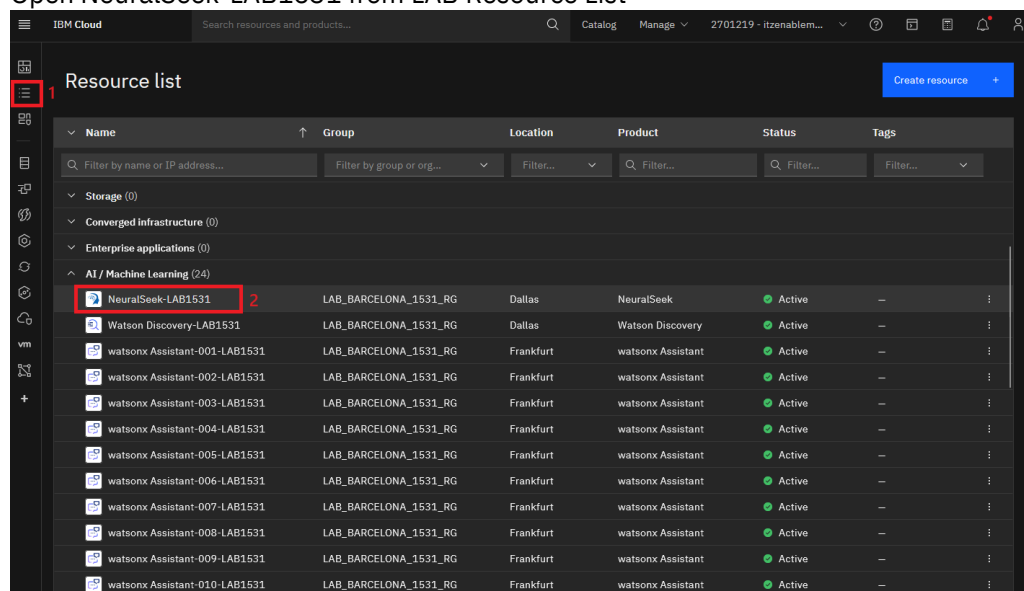 Open NeuralSeek-LAB1531 from LAB Resource List
IBM Cloud Search resources and products... Catalog Manage 2701219 - itzenablem...
Resource list
Create resource +
1
Name Group Location Product Status Tags
Filter by name or IP address... Filter by group or org... Filter... Filter... Filter... Filter...
Storage (0)
Converged infrastructure (0)
Enterprise applications (0)
AI / Machine Learning (24)
NeuralSeek-LAB1531 2 LAB_BARCELONA_1531_RG Dallas NeuralSeek Active –
Watson Discovery-LAB1531 LAB_BARCELONA_1531_RG Dallas Watson Discovery Active –
vm watsonx Assistant-001-LAB1531 LAB_BARCELONA_1531_RG Frankfurt watsonx Assistant Active –
watsonx Assistant-002-LAB1531 LAB_BARCELONA_1531_RG Frankfurt watsonx Assistant Active –
watsonx Assistant-003-LAB1531 LAB_BARCELONA_1531_RG Frankfurt watsonx Assistant Active –
watsonx Assistant-004-LAB1531 LAB_BARCELONA_1531_RG Frankfurt watsonx Assistant Active –
watsonx Assistant-005-LAB1531 LAB_BARCELONA_1531_RG Frankfurt watsonx Assistant Active –
watsonx Assistant-006-LAB1531 LAB_BARCELONA_1531_RG Frankfurt watsonx Assistant Active –
watsonx Assistant-007-LAB1531 LAB_BARCELONA_1531_RG Frankfurt watsonx Assistant Active –
watsonx Assistant-008-LAB1531 LAB_BARCELONA_1531_RG Frankfurt watsonx Assistant Active –
watsonx Assistant-009-LAB1531 LAB_BARCELONA_1531_RG Frankfurt watsonx Assistant Active –
watsonx Assistant-010-LAB1531 LAB_BARCELONA_1531_RG Frankfurt watsonx Assistant Active –